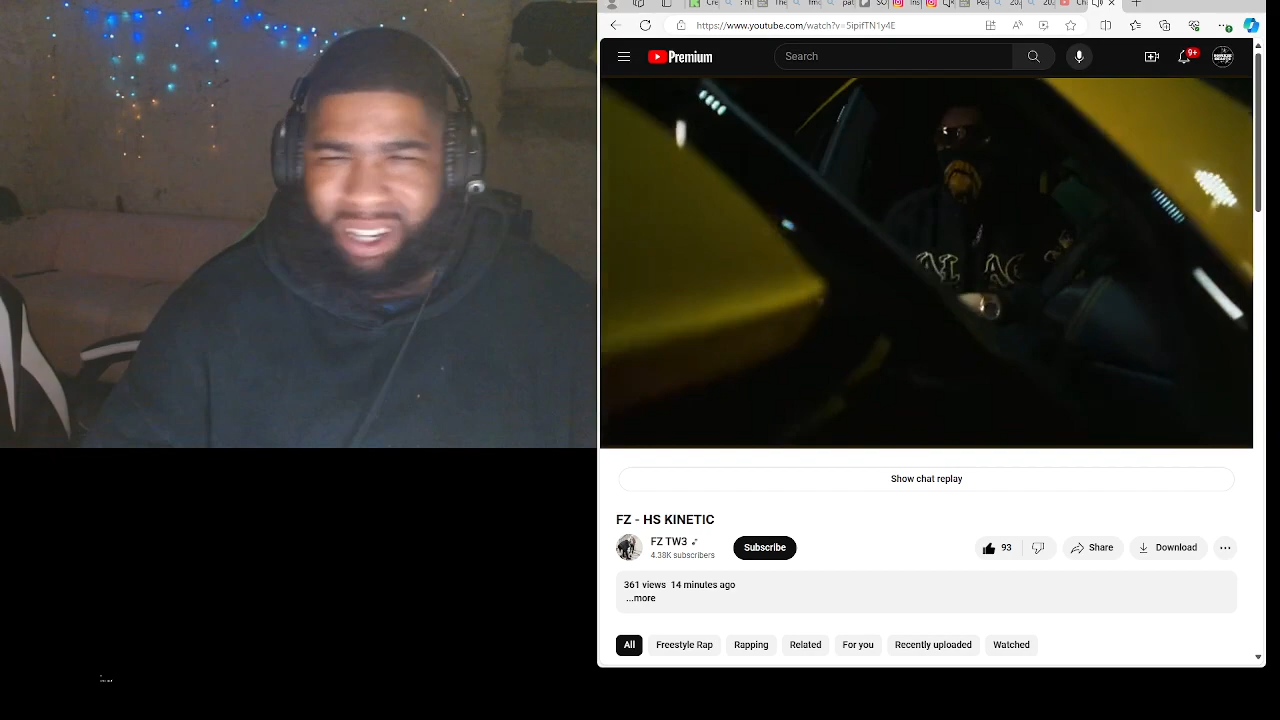 https://www.youtube.com/watch?v=5ipifTN1y4E
Premium
Search
9+
Show chat replay
FZ - HS KINETIC
FZ TW3
4.38K subscribers
Subscribe
93
Share
Download
361 views 14 minutes ago
...more
All
Freestyle Rap
Rapping
Related
For you
Recently uploaded
Watched